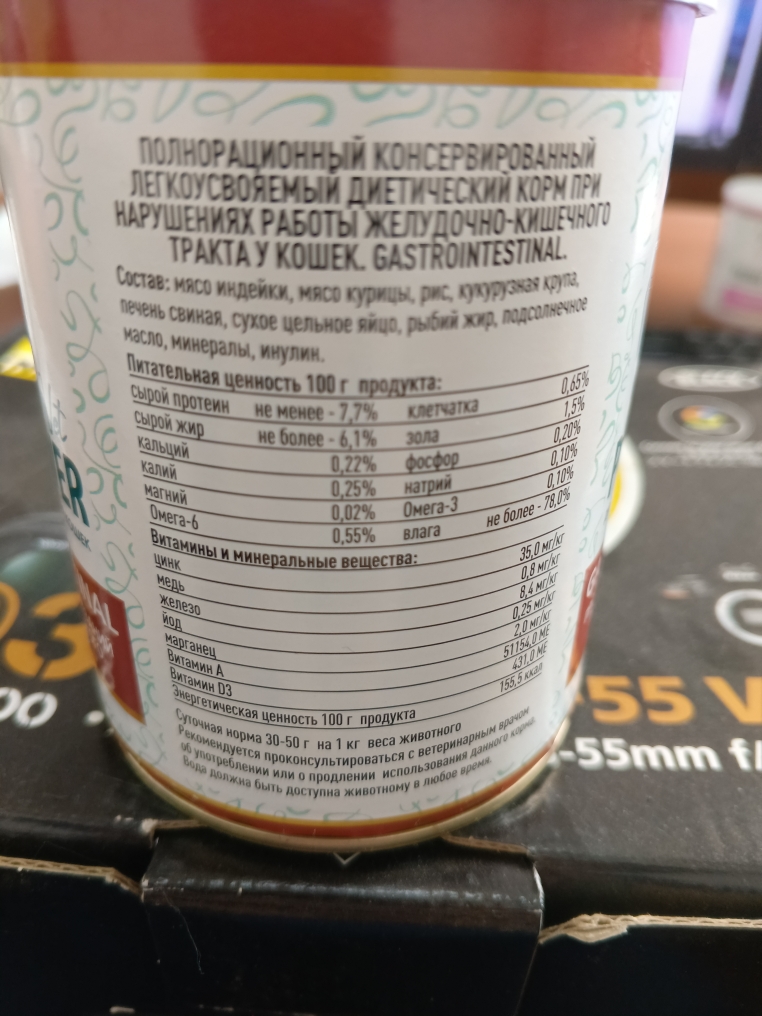 ПОЛНОРАЦИОННЫЙ КОНСЕРВИРОВАННЫЙ
ЛЕГКОУСВОЯЕМЫЙ ДИЕТИЧЕСКИЙ КОРМ ПРИ
НАРУШЕНИЯХ РАБОТЫ ЖЕЛУДОЧНО-КИШЕЧНОГО
ТРАКТА У КОШЕК. GASTROINTESTINAL.
Состав: мясо индейки, мясо курицы, рис, кукурузная крупа,
печень свиная, сухое цельное яйцо, рыбий жир, подсолнечное
масло, минералы, инулин.
Питательная ценность 100 г продукта:
сырой протеин не менее - 7,7% клетчатка 0,65%
сырой жир не более - 6,1% зола 1,5%
кальций 0,22% фосфор 0,20%
калий 0,25% натрий 0,10%
магний 0,02% Омега-3 0,10%
Омега-6 0,55% влага не более - 78,0%
Витамины и минеральные вещества:
цинк 35,0 мг/кг
медь 0,8 мг/кг
железо 8,4 мг/кг
йод 0,25 мг/кг
марганец 2,0 мг/кг
Витамин А 51154,0 МЕ
Витамин D3 431,0 МЕ
Энергетическая ценность 100 г продукта 155,5 ккал
Суточная норма 30-50 г на 1 кг веса животного
Рекомендуется проконсультироваться с ветеринарным врачом
об употреблении или о продлении использования данного корма.
Вода должна быть доступна животному в любое время.
ER
-55 V
-55mm f/